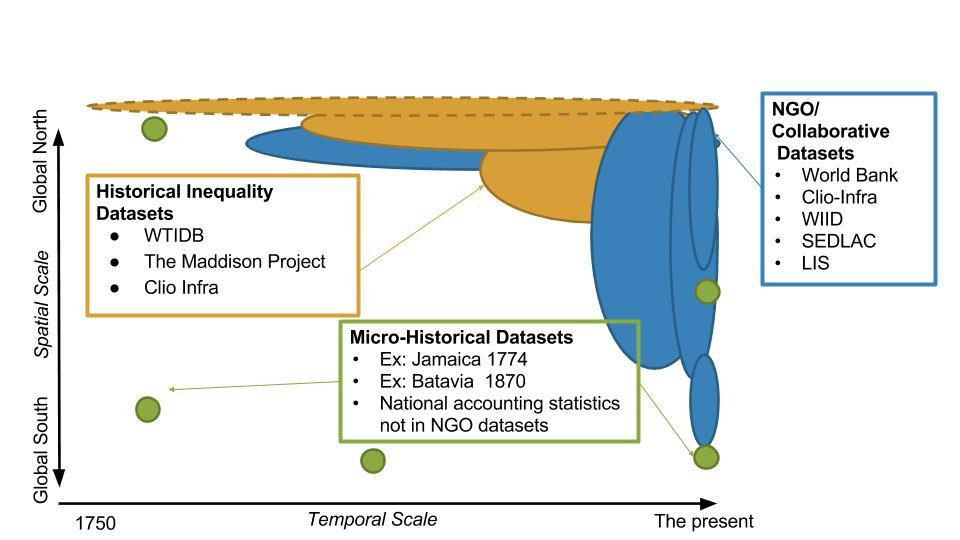 Global North
Spatial Scale
Global South
Historical Inequality
Datasets
● WTIDB
● The Maddison Project
● Clio Infra
NGO/
Collaborative
Datasets
• World Bank
• Clio-Infra
• WIID
• SEDLAC
• LIS
Micro-Historical Datasets
• Ex: Jamaica 1774
• Ex: Batavia 1870
• National accounting statistics
not in NGO datasets
1750
Temporal Scale
The present